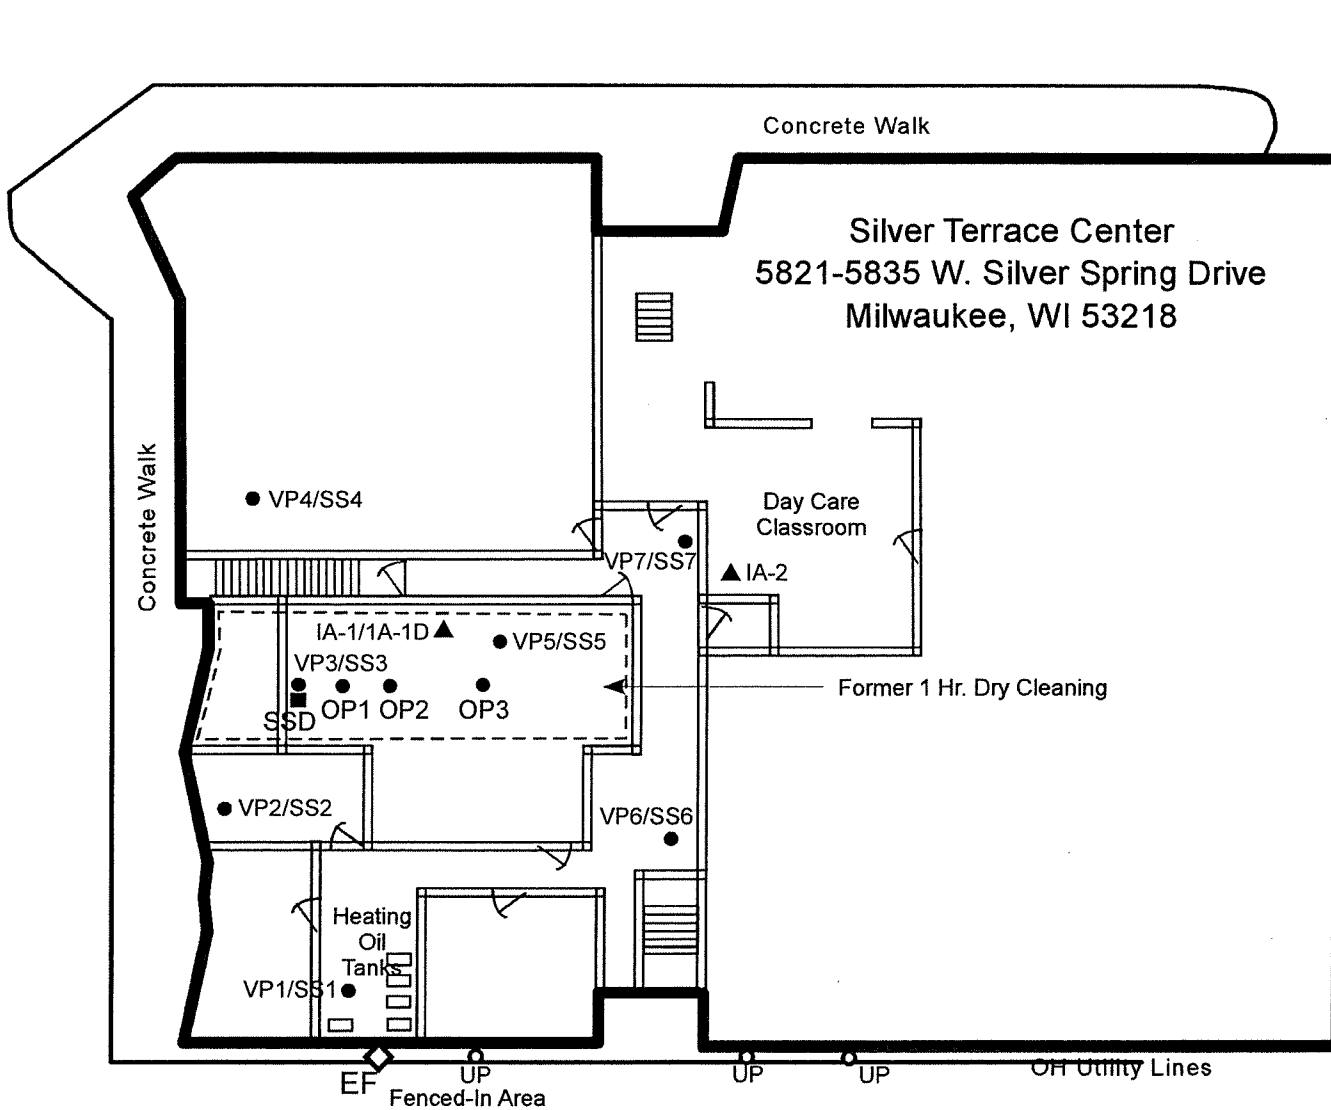 Concrete Walk
Silver Terrace Center
5821-5835 W. Silver Spring Drive
Milwaukee, WI 53218
Concrete Walk
VP4/SS4
Day Care
Classroom
VP7/SS7
IA-2
IA-1/1A-1D
VP5/SS5
VP3/SS3
Former 1 Hr. Dry Cleaning
SSD
OP1
OP2
OP3
VP2/SS2
VP6/SS6
Heating
Oil
Tanks
VP1/SS1
EF
UP
UP
UP
OH Utility Lines
Fenced-In Area